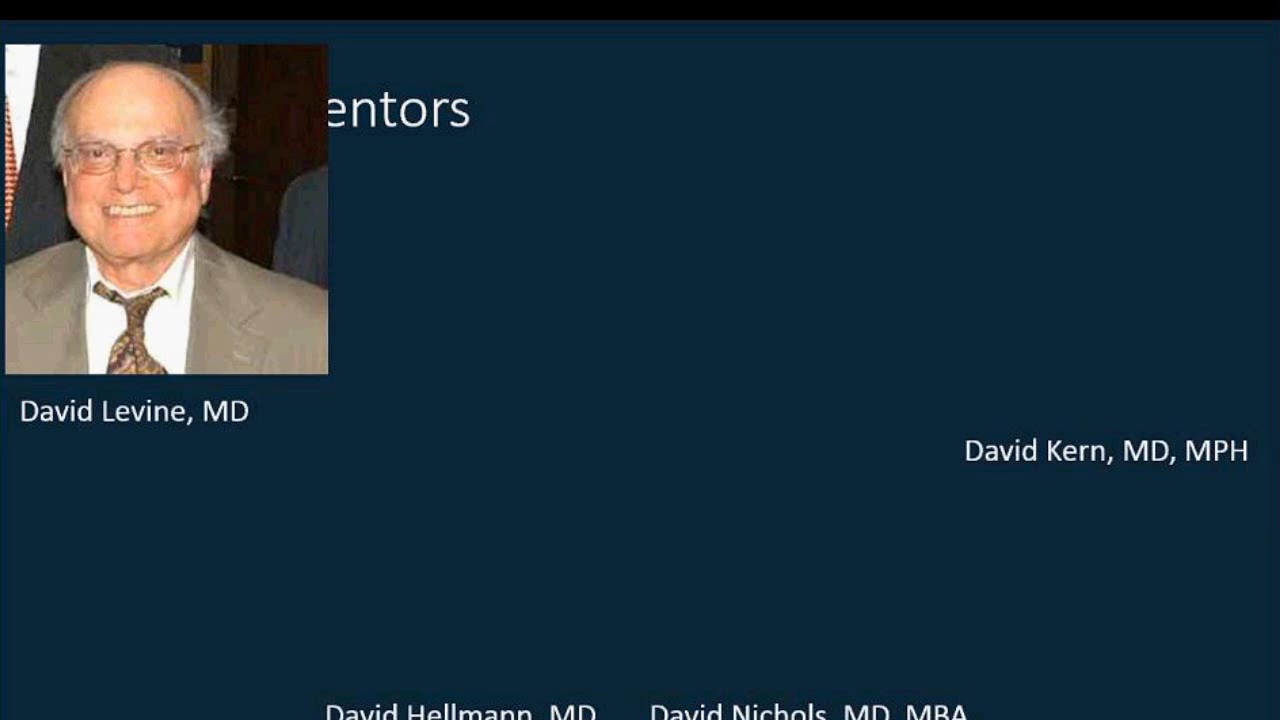 entors
David Levine, MD
David Kern, MD, MPH
David Hellmann, MD David Nichols, MD, MBA